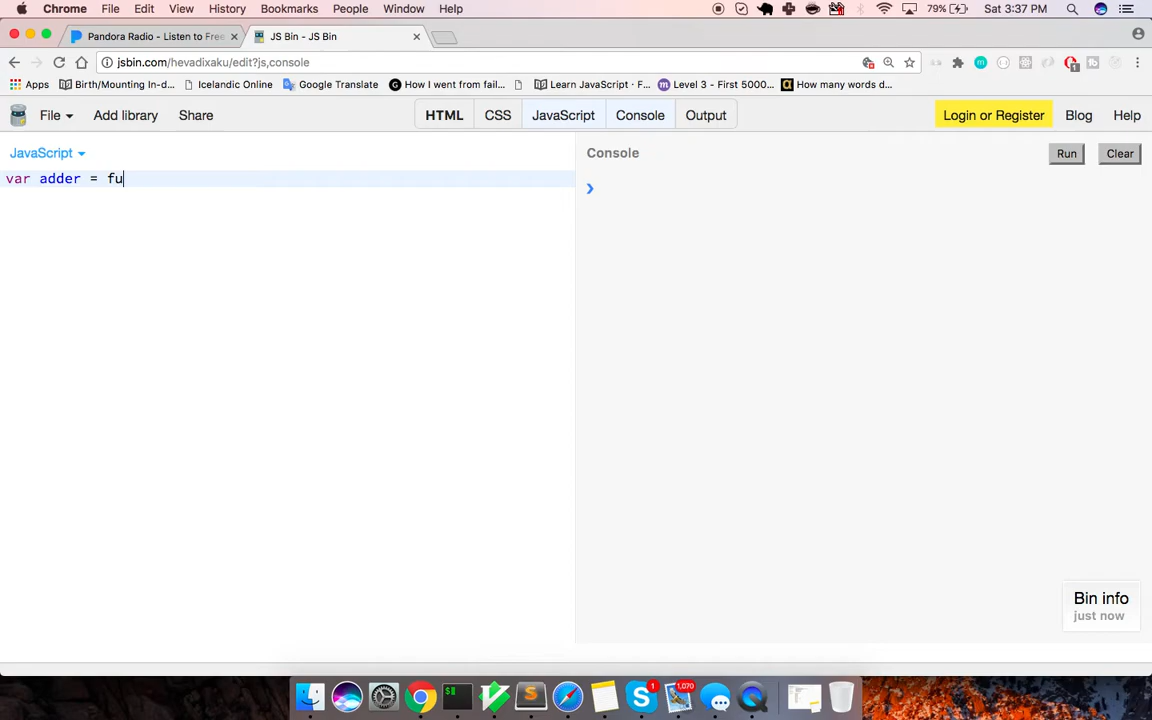 Chrome File Edit View History Bookmarks People Window Help 79% Sat 3:37 PM
Pandora Radio - Listen to Free JS Bin - JS Bin
jsbin.com/hevadixaku/edit?js,console
Apps Birth/Mounting In-d... Icelandic Online Google Translate How I went from fail... Learn JavaScript · F... Level 3 - First 5000... How many words d...
File Add library Share HTML CSS JavaScript Console Output Login or Register Blog Help
JavaScript Console Run Clear
var adder = fu
Bin info
just now
1 1,070